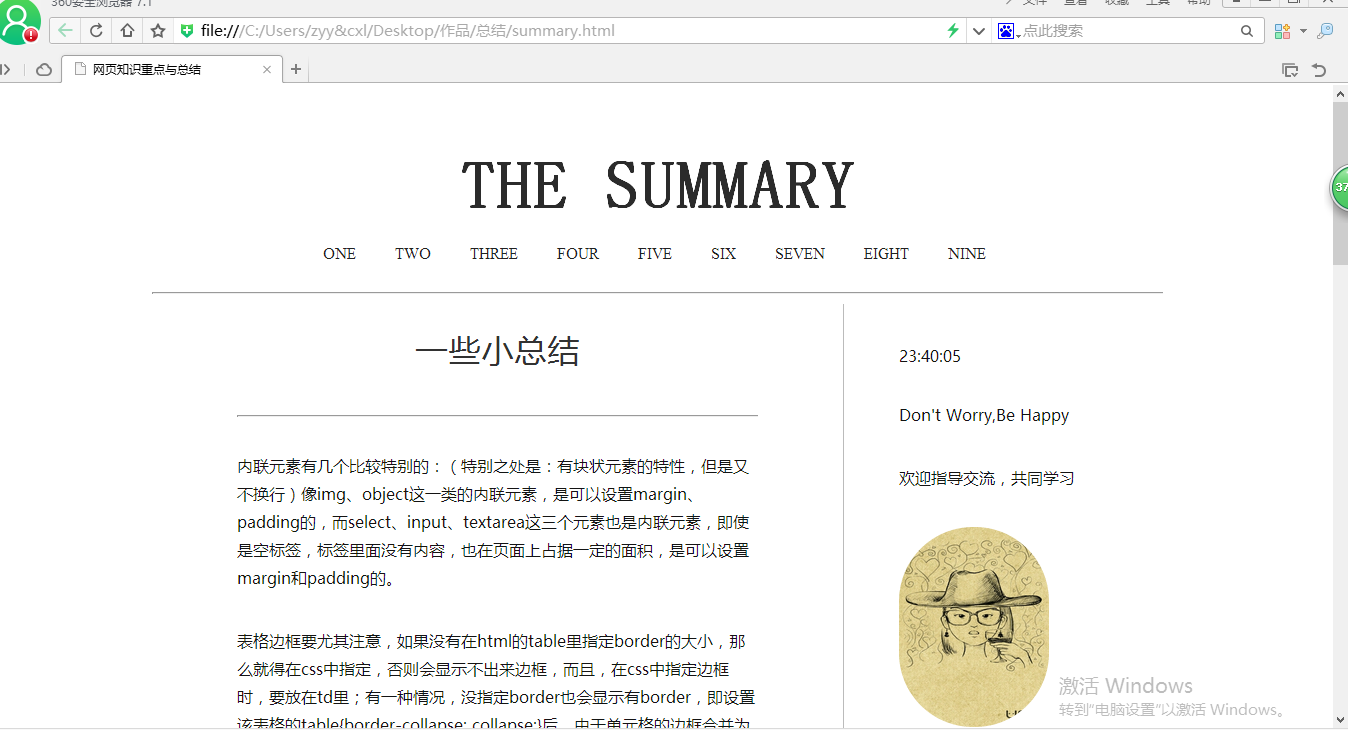 360安全浏览器 7.1
文件 查看 收藏 工具 帮助
file:///C:/Users/zyy&cxl/Desktop/作品/总结/summary.html
点此搜索
网页知识重点与总结
37
THE SUMMARY
ONE TWO THREE FOUR FIVE SIX SEVEN EIGHT NINE
一些小总结
内联元素有几个比较特别的：（特别之处是：有块状元素的特性，但是又
不换行）像img、object这一类的内联元素，是可以设置margin、
padding的，而select、input、textarea这三个元素也是内联元素，即使
是空标签，标签里面没有内容，也在页面上占据一定的面积，是可以设置
margin和padding的。
表格边框要尤其注意，如果没有在html的table里指定border的大小，那
么就得在css中指定，否则会显示不出来边框，而且，在css中指定边框
时，要放在td里；有一种情况，没指定border也会显示有border，即设置
该表格的table{border-collapse: collapse;}后，由于单元格的边框合并为
23:40:05
Don't Worry,Be Happy
欢迎指导交流，共同学习
激活 Windows
转到"电脑设置"以激活 Windows。